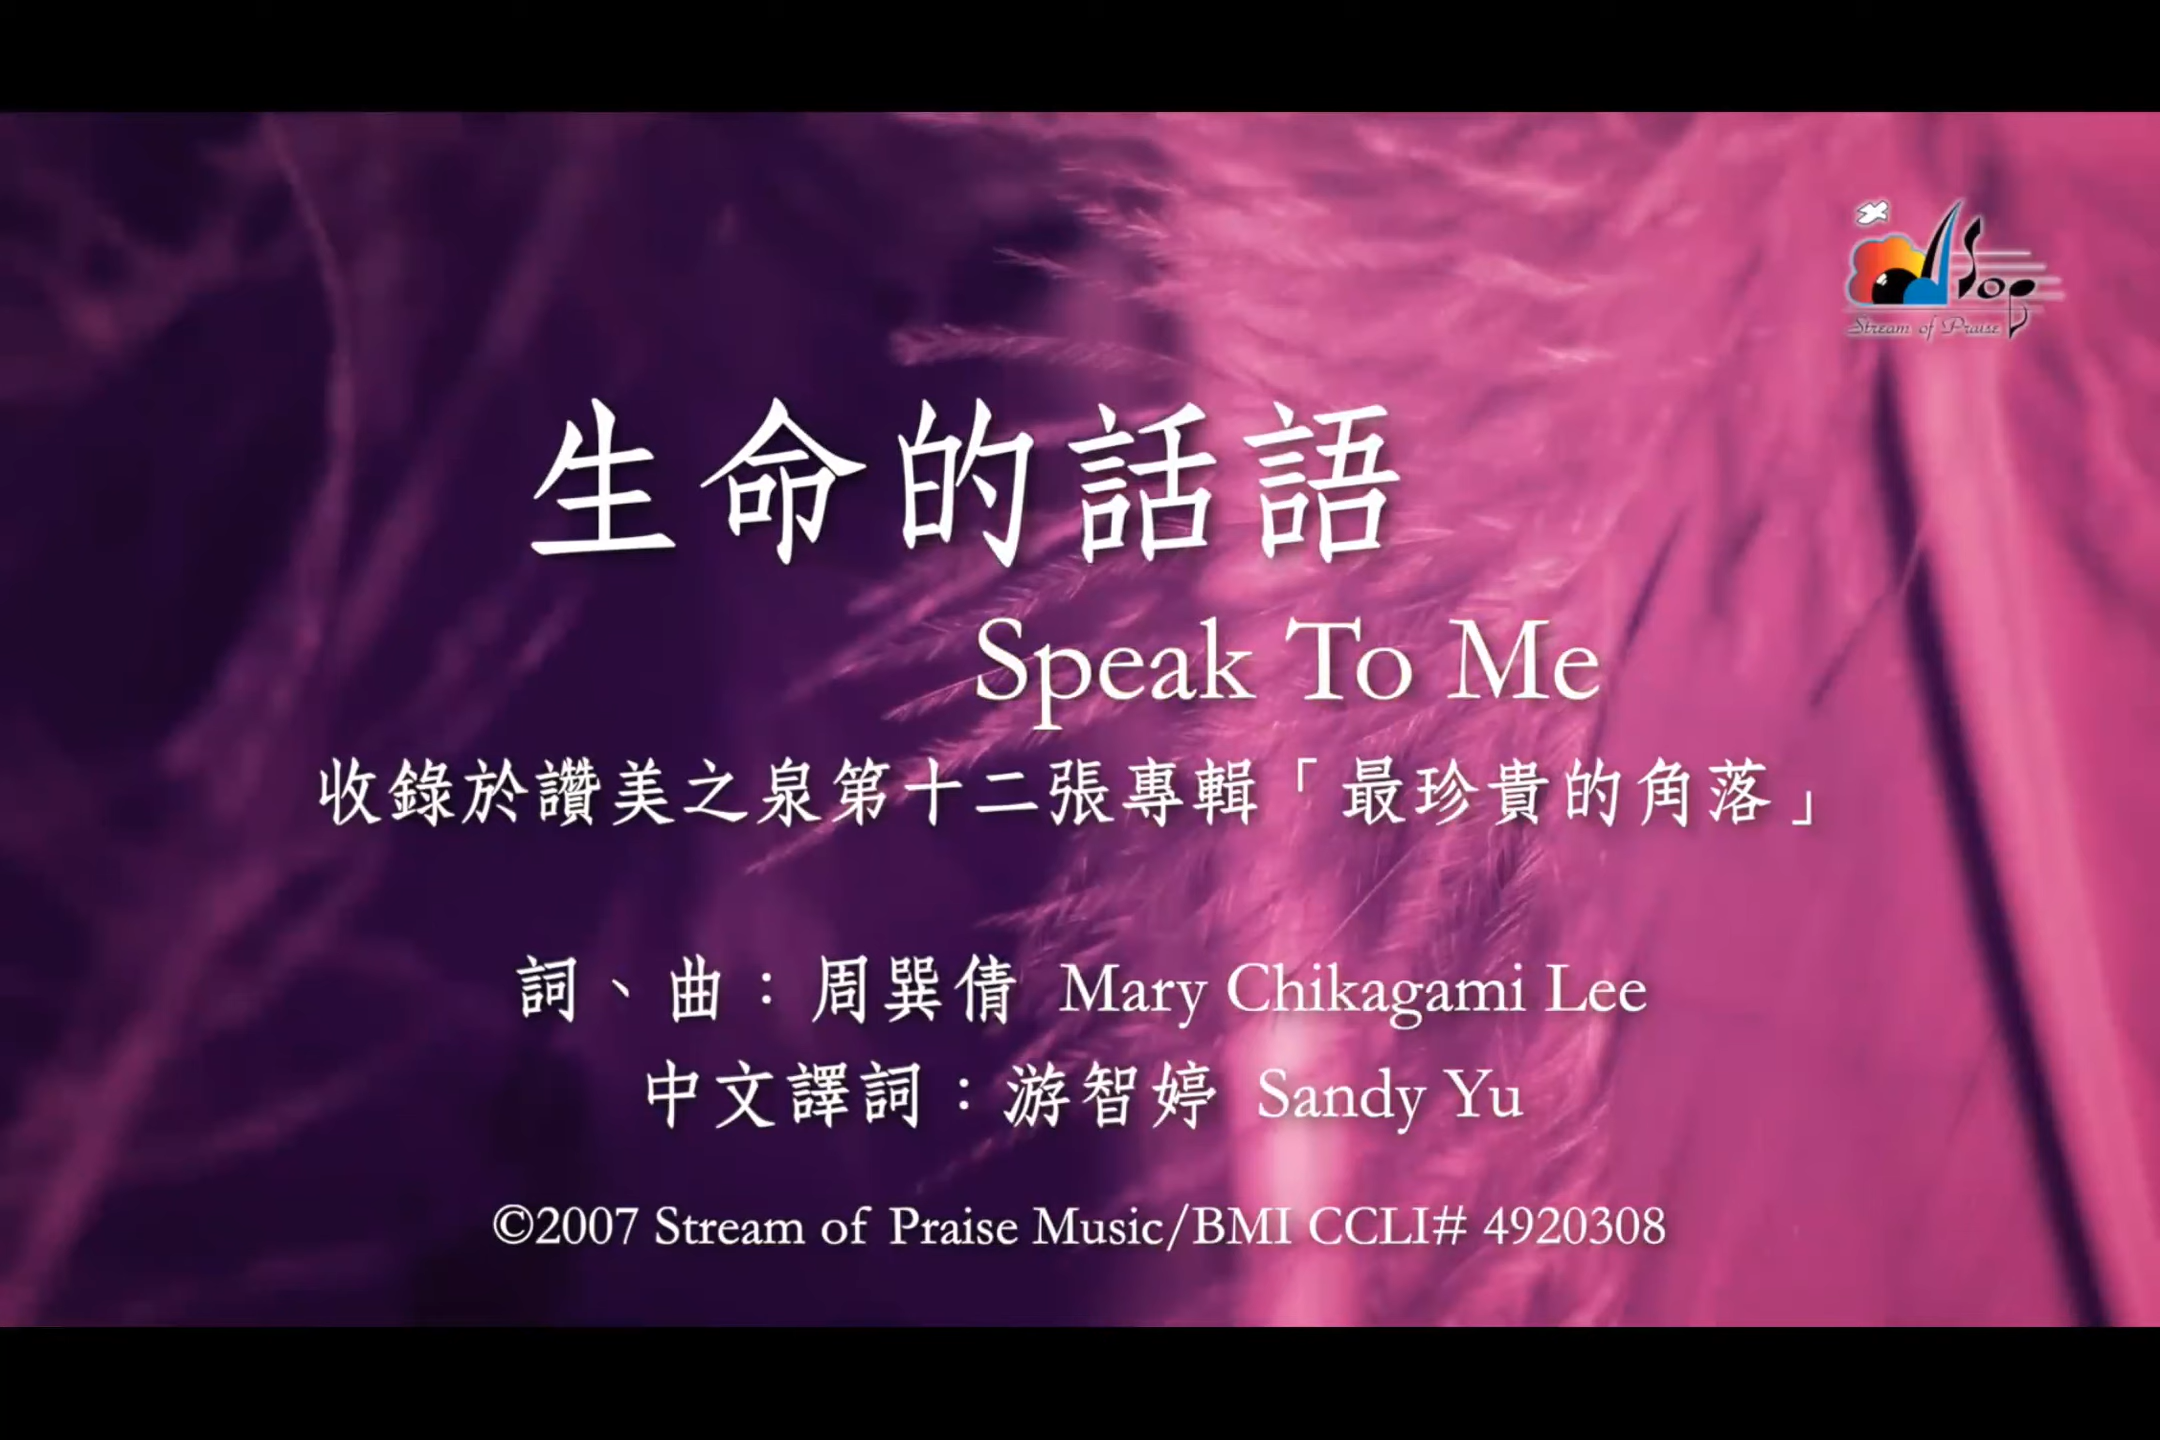 SOP
Stream of Praise
生命的話語
Speak To Me
收錄於讚美之泉第十二張專輯「最珍貴的角落」
詞、曲：周巽倩 Mary Chikagami Lee
中文譯詞：游智婷 Sandy Yu
©2007 Stream of Praise Music/BMI CCLI# 4920308